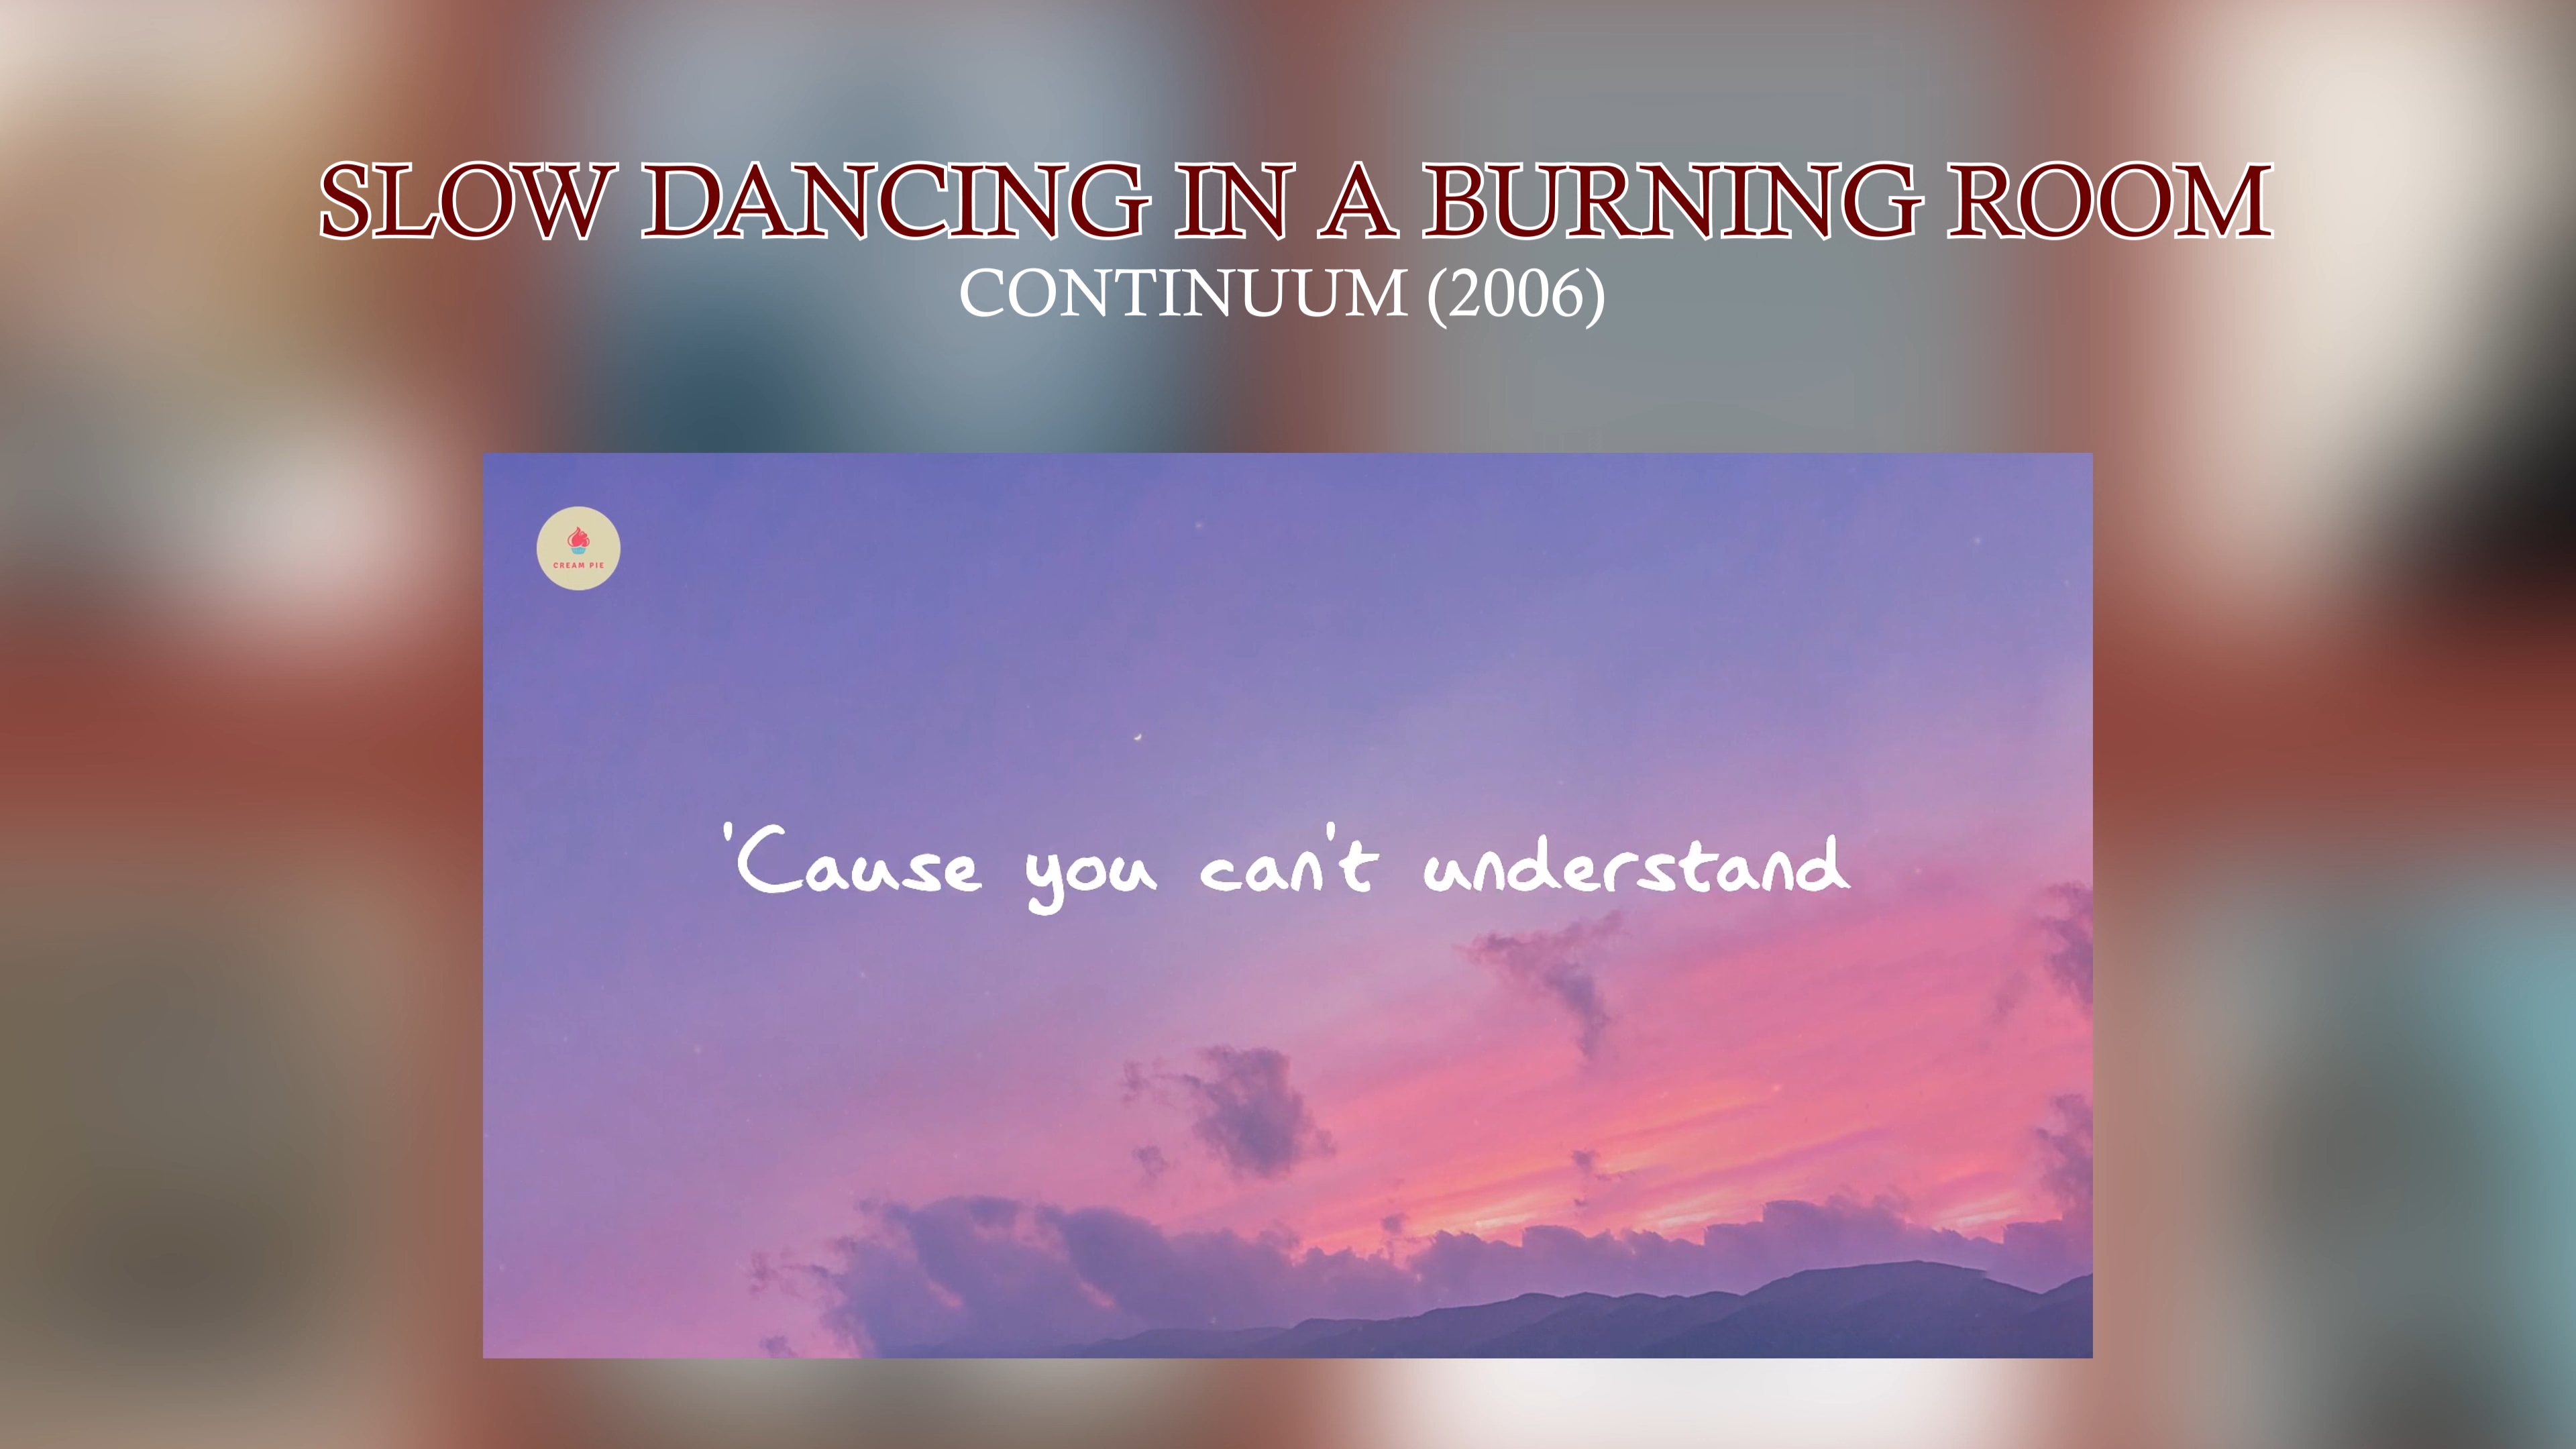 SLOW DANCING IN A BURNING ROOM
CONTINUUM (2006)
CREAM PIE
'Cause you can't understand